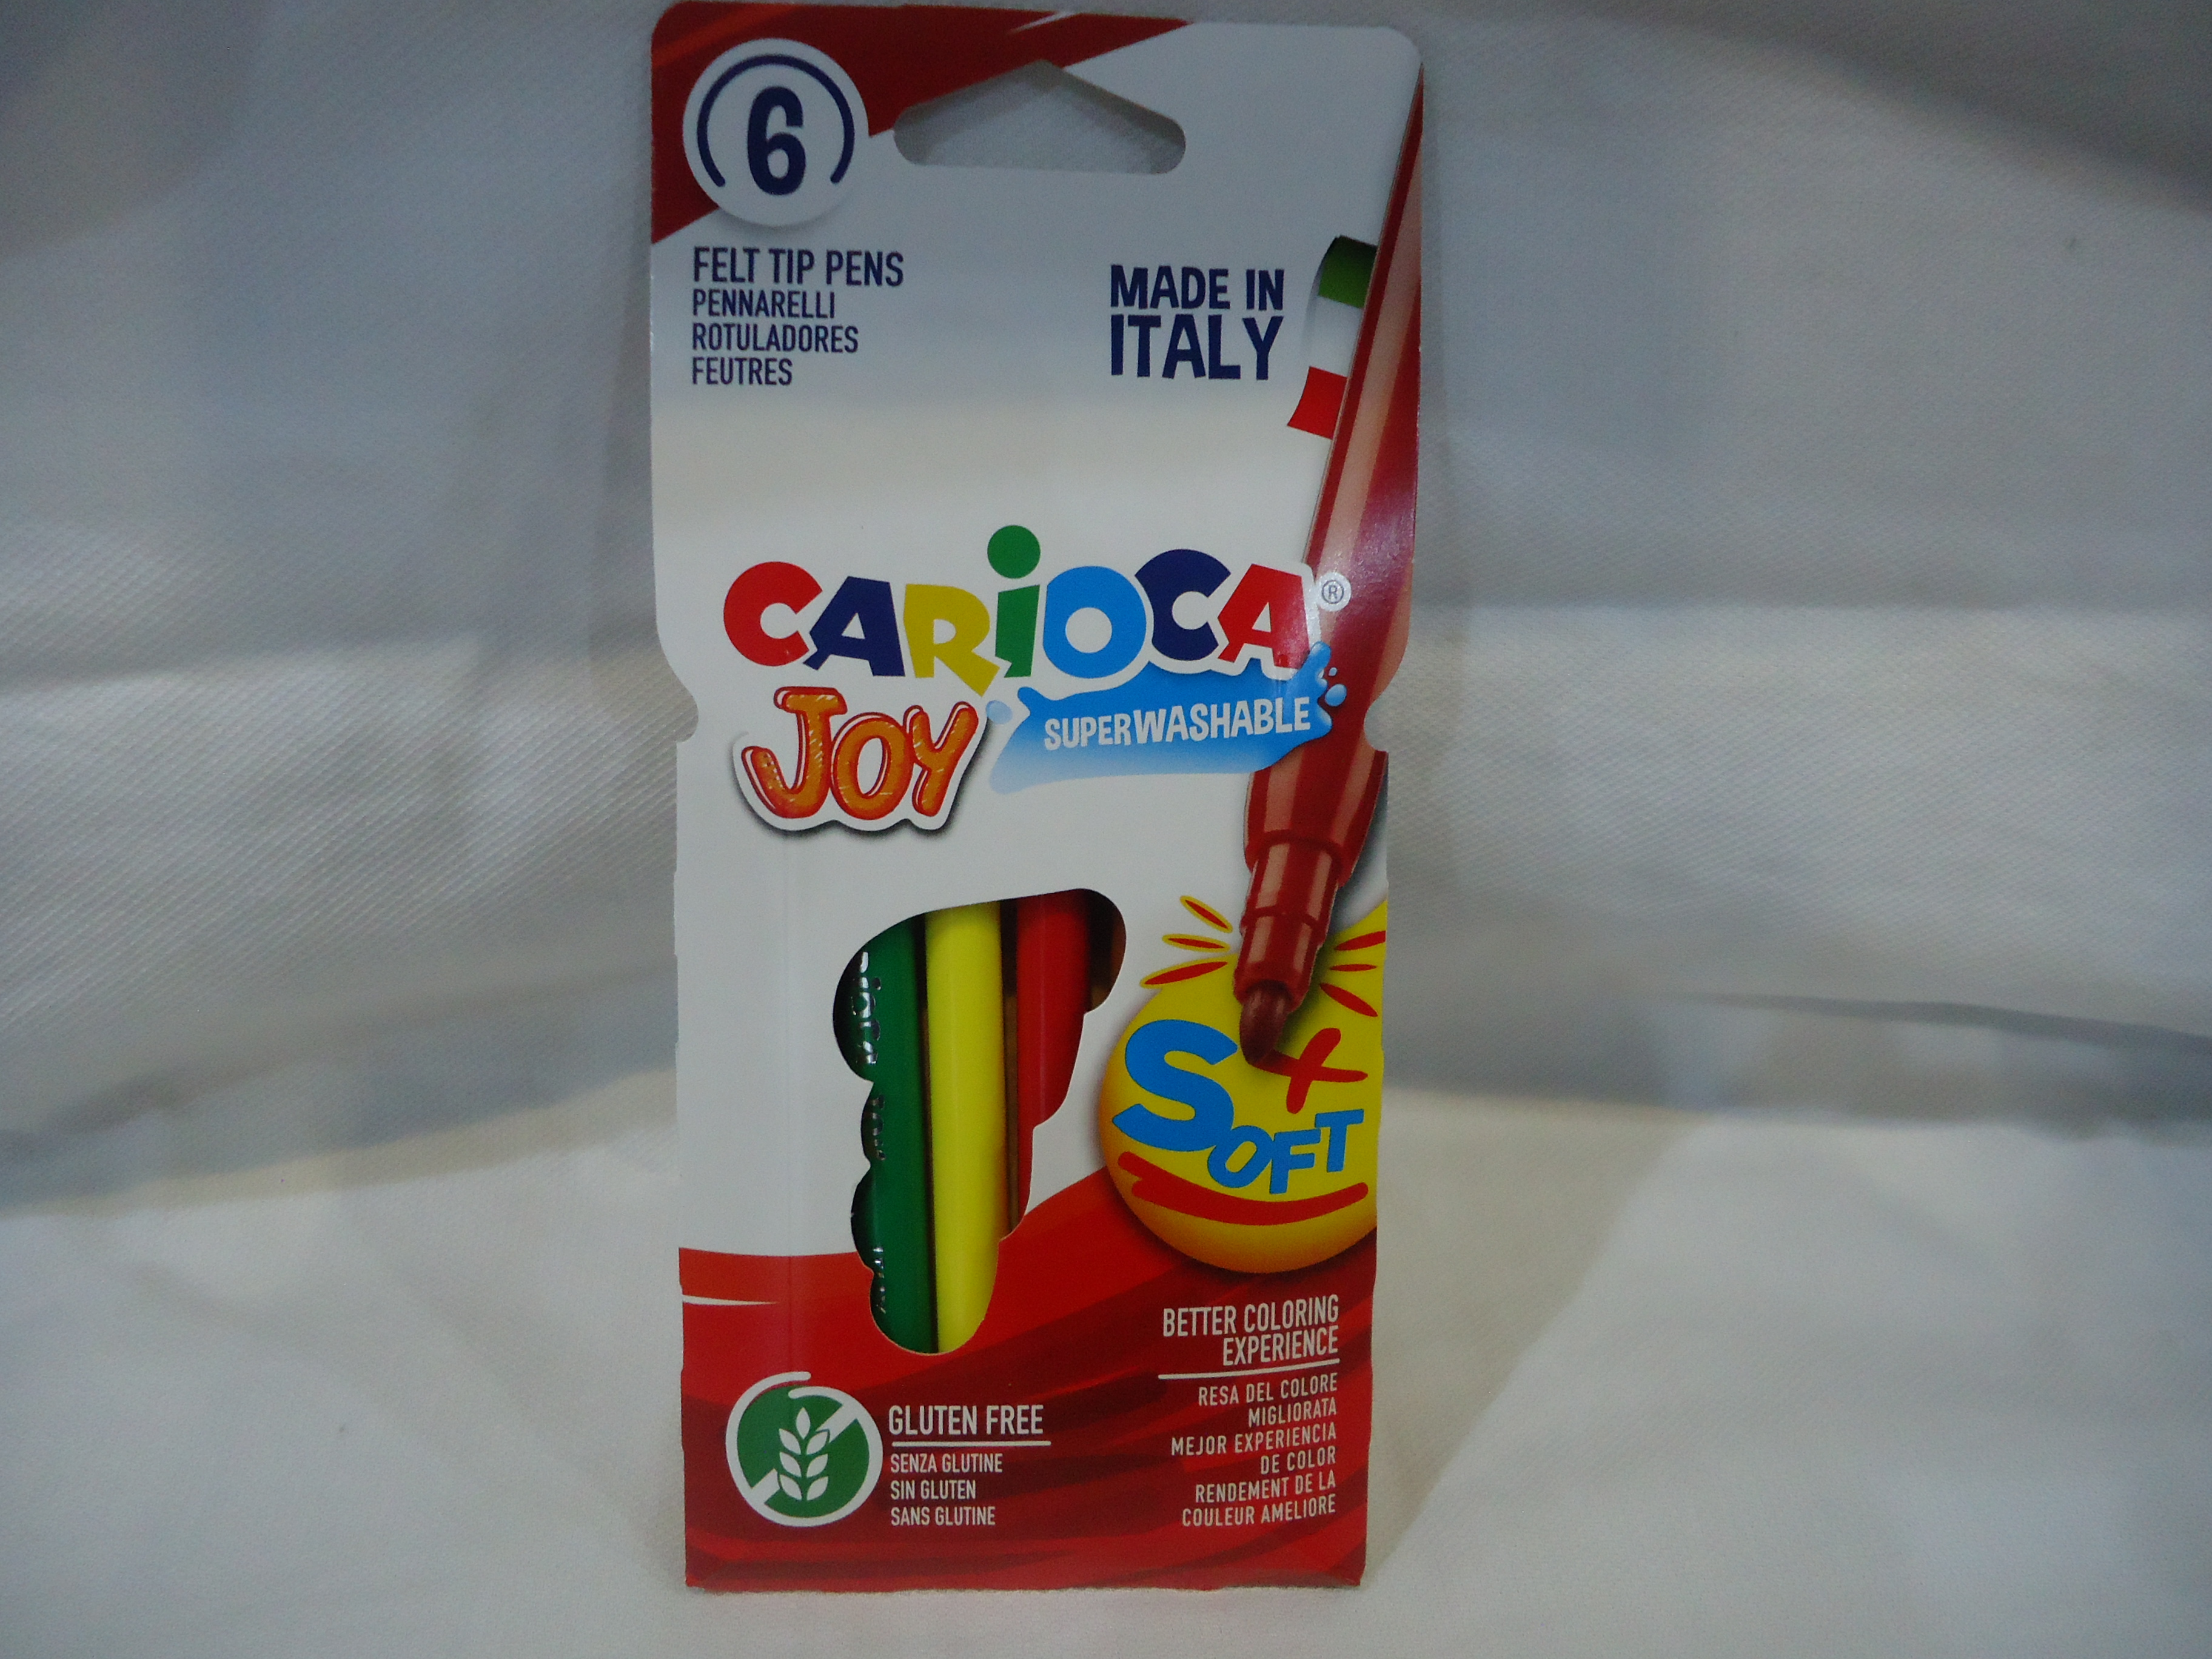 6
FELT TIP PENS
PENNARELLI
ROTULADORES
FEUTRES
MADE IN
ITALY
CARiOCA®
JOY
SUPERWASHABLE
+
SOFT
BETTER COLORING
EXPERIENCE
RESA DEL COLORE
MIGLIORATA
MEJOR EXPERIENCIA
DE COLOR
RENDEMENT DE LA
COULEUR AMELIORE
GLUTEN FREE
SENZA GLUTINE
SIN GLUTEN
SANS GLUTINE